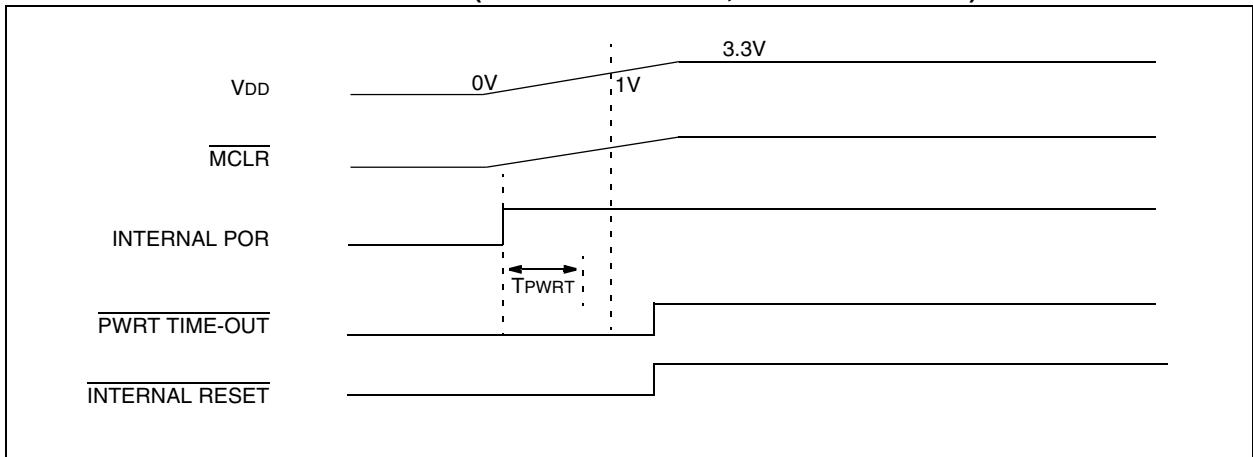 3.3V
VDD
0V
1V
MCLR
INTERNAL POR
TPWRT
PWRT TIME-OUT
INTERNAL RESET